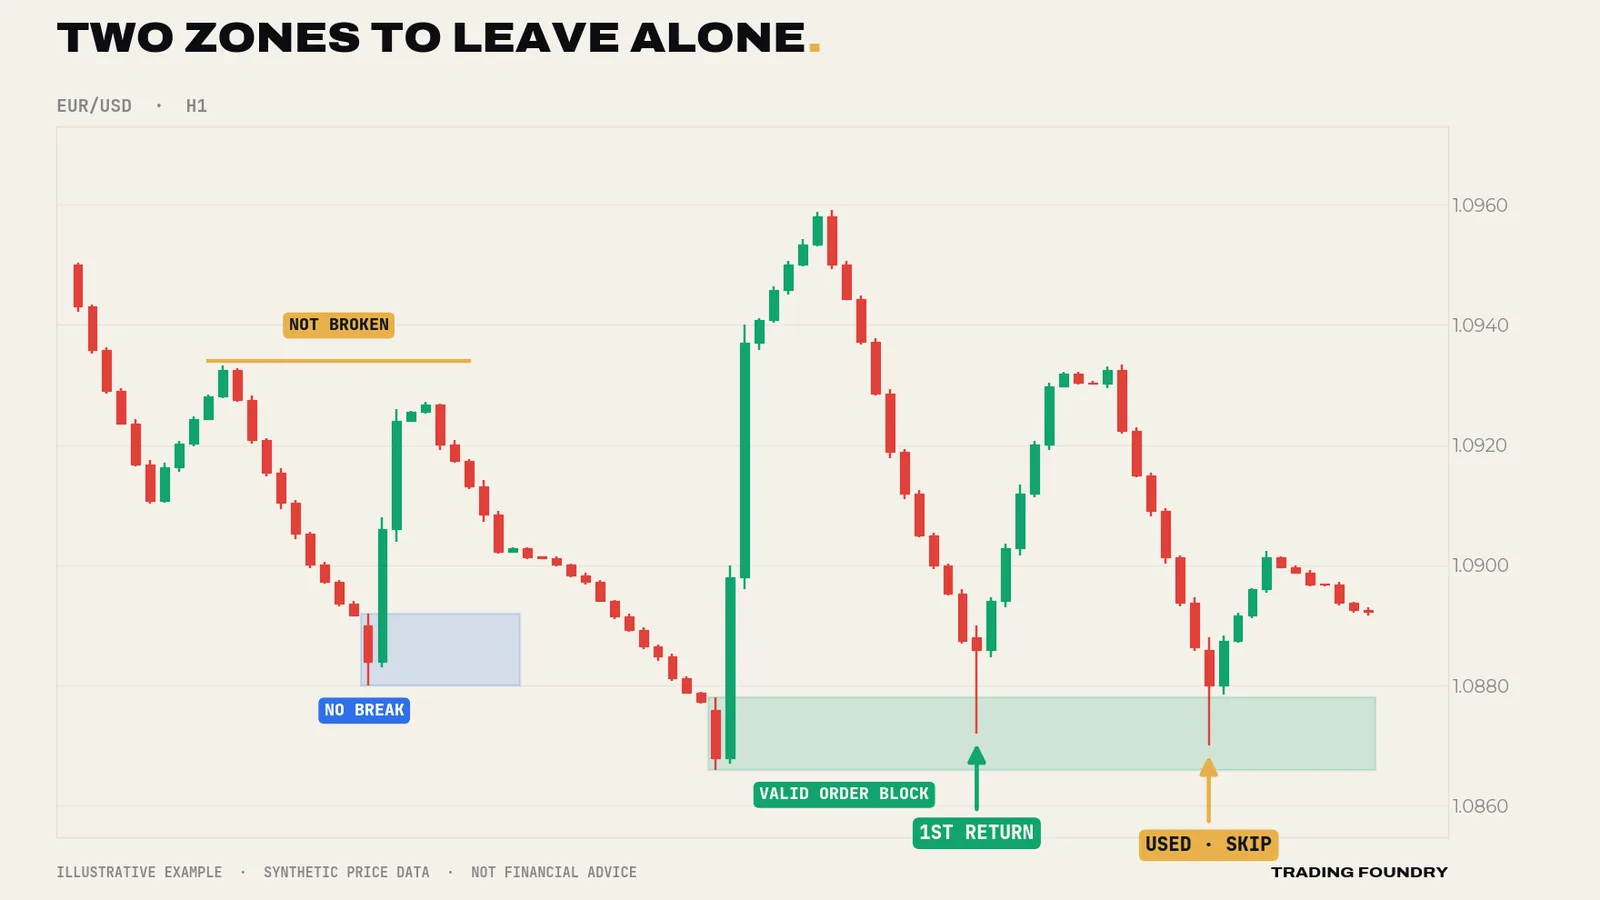 TWO ZONES TO LEAVE ALONE.
EUR/USD · H1
1.0960
NOT BROKEN
1.0940
1.0920
1.0900
1.0880
NO BREAK
VALID ORDER BLOCK
1.0860
1ST RETURN
USED · SKIP
ILLUSTRATIVE EXAMPLE · SYNTHETIC PRICE DATA · NOT FINANCIAL ADVICE
TRADING FOUNDRY